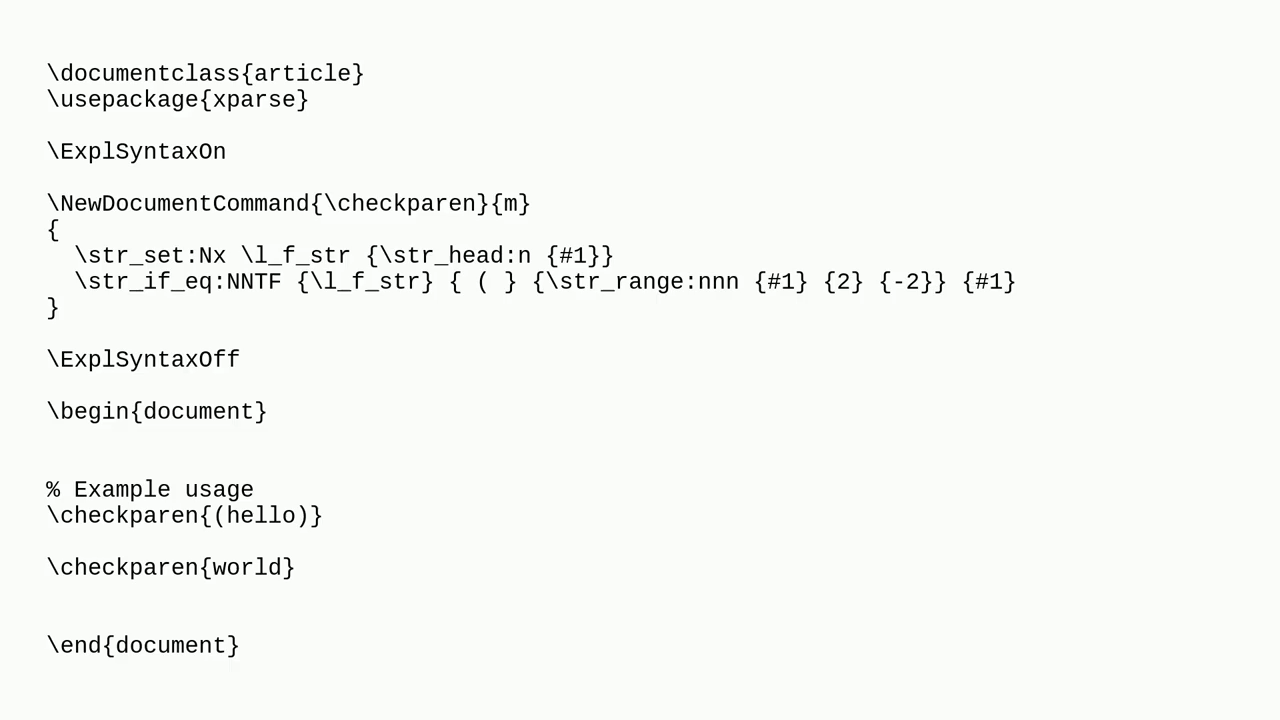 \documentclass{article}
\usepackage{xparse}
\ExplSyntaxOn
\NewDocumentCommand{\checkparen}{m}
{
  \str_set:Nx \l_f_str {\str_head:n {#1}}
  \str_if_eq:NNTF {\l_f_str} { ( } {\str_range:nnn {#1} {2} {-2}} {#1}
}
\ExplSyntaxOff
\begin{document}
% Example usage
\checkparen{(hello)}
\checkparen{world}
\end{document}